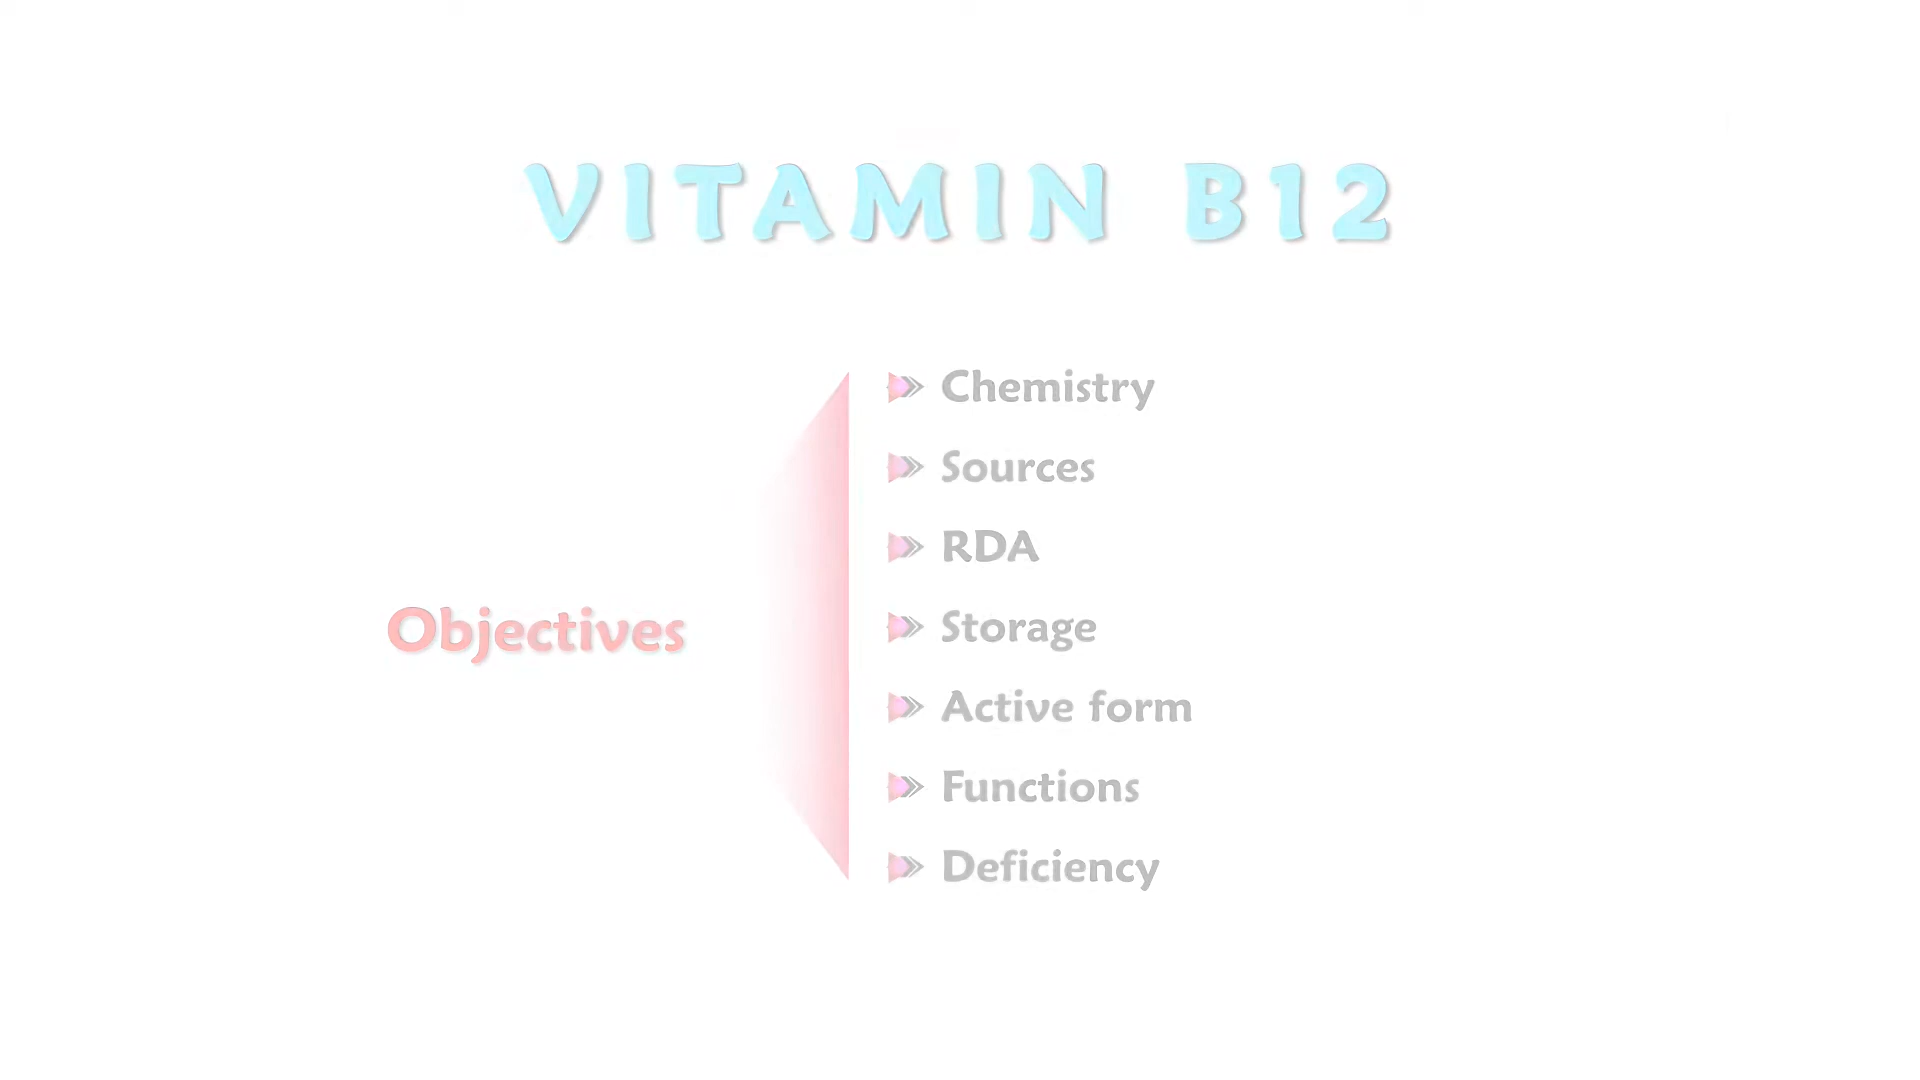 VITAMIN B12
Objectives
Chemistry
Sources
RDA
Storage
Active form
Functions
Deficiency